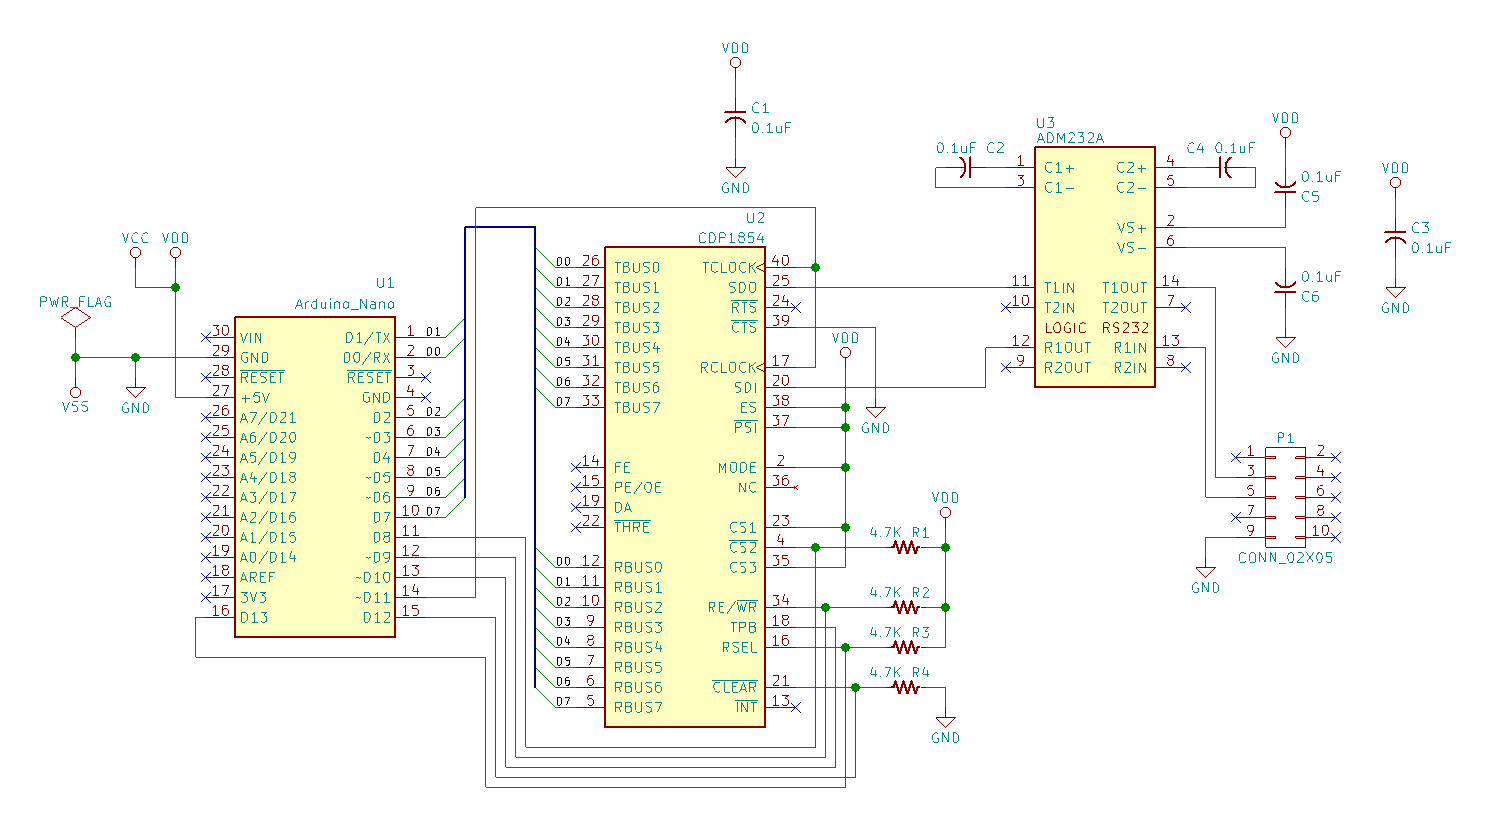 VDD
C1
0.1uF
GND
U3
ADM232A
0.1uF C2
1 C1+
3 C1-
C2+ 4
C2- 5
VS+ 2
VS- 6
11 T1IN
10 T2IN
T1OUT 14
T2OUT 7
LOGIC RS232
12 R1OUT
9 R2OUT
R1IN 13
R2IN 8
C4 0.1uF
VDD
0.1uF
C5
0.1uF
C6
GND
VDD
C3
0.1uF
GND
VCC VDD
PWR_FLAG
VSS
GND
U1
Arduino_Nano
30 VIN
29 GND
28 RESET
27 +5V
26 A7/D21
25 A6/D20
24 A5/D19
23 A4/D18
22 A3/D17
21 A2/D16
20 A1/D15
19 A0/D14
18 AREF
17 3V3
16 D13
D1/TX 1 D1
D0/RX 2 D0
RESET 3
GND 4
D2 5 D2
~D3 6 D3
D4 7 D4
~D5 8 D5
~D6 9 D6
D7 10 D7
D8 11
~D9 12
~D10 13
~D11 14
D12 15
U2
CDP1854
D0 26 TBUS0
D1 27 TBUS1
D2 28 TBUS2
D3 29 TBUS3
D4 30 TBUS4
D5 31 TBUS5
D6 32 TBUS6
D7 33 TBUS7
14 FE
15 PE/OE
19 DA
22 THRE
D0 12 RBUS0
D1 11 RBUS1
D2 10 RBUS2
D3 9 RBUS3
D4 8 RBUS4
D5 7 RBUS5
D6 6 RBUS6
D7 5 RBUS7
TCLOCK 40
SDO 25
RTS 24
CTS 39
RCLOCK 17
SDI 20
ES 38
PSI 37
MODE 2
NC 36
CS1 23
CS2 4
CS3 35
RE/WR 34
TPB 18
RSEL 16
CLEAR 21
INT 13
VDD
GND
VDD
4.7K R1
4.7K R2
4.7K R3
4.7K R4
GND
P1
1 2
3 4
5 6
7 8
9 10
CONN_02X05
GND